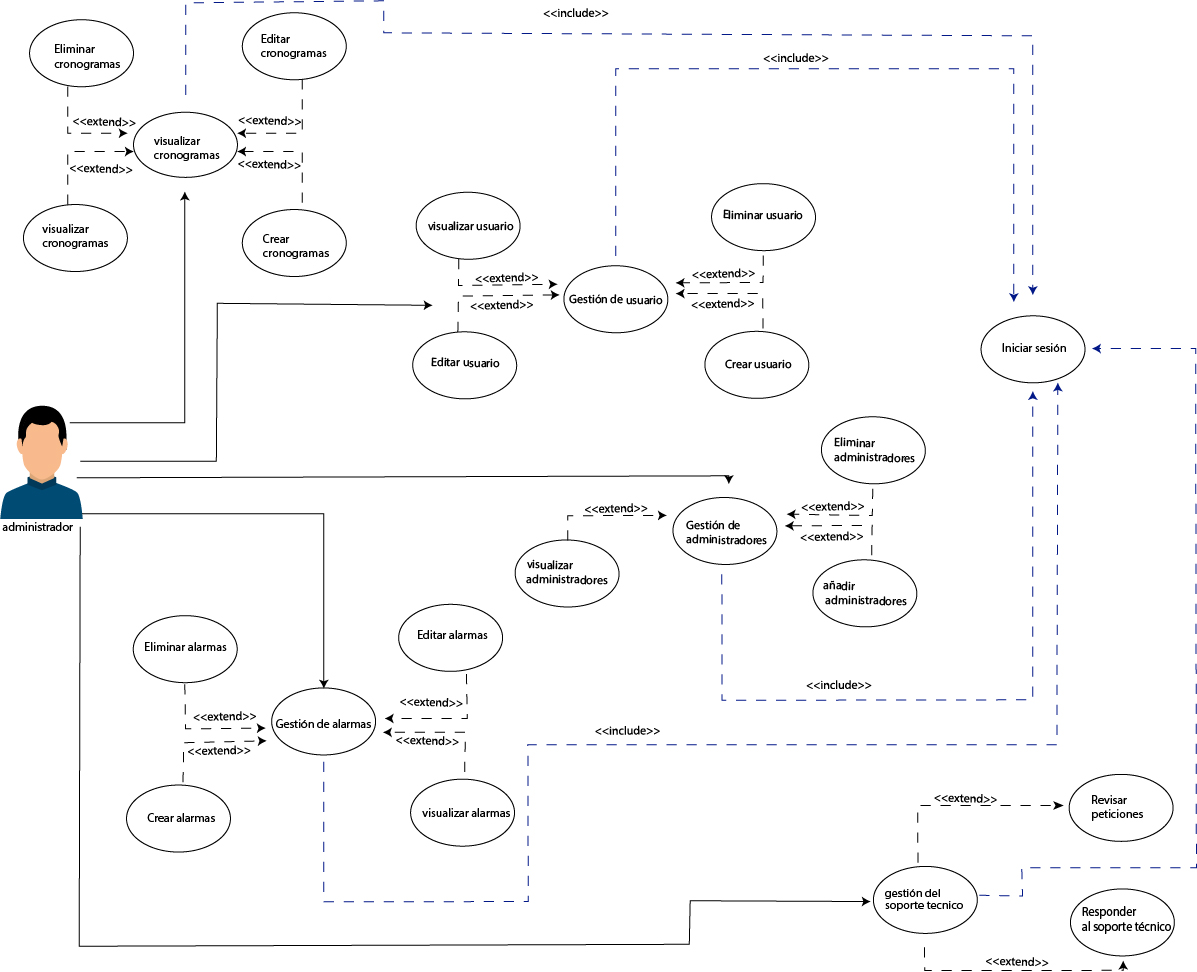 <<include>>
Eliminar
cronogramas
Editar
cronogramas
<<include>>
<<extend>>
<<extend>>
visualizar
cronogramas
<<extend>>
<<extend>>
visualizar
cronogramas
Crear
cronogramas
visualizar usuario
Eliminar usuario
<<extend>>
<<extend>>
Gestión de usuario
<<extend>>
<<extend>>
Editar usuario
Crear usuario
Iniciar sesión
Eliminar
administradores
administrador
<<extend>>
<<extend>>
Gestión de
administradores
<<extend>>
visualizar
administradores
añadir
administradores
Eliminar alarmas
Editar alarmas
<<include>>
<<extend>>
<<extend>>
Gestión de alarmas
<<extend>>
<<extend>>
<<include>>
Crear alarmas
visualizar alarmas
<<extend>>
Revisar
peticiones
gestión del
soporte tecnico
Responder
al soporte técnico
<<extend>>